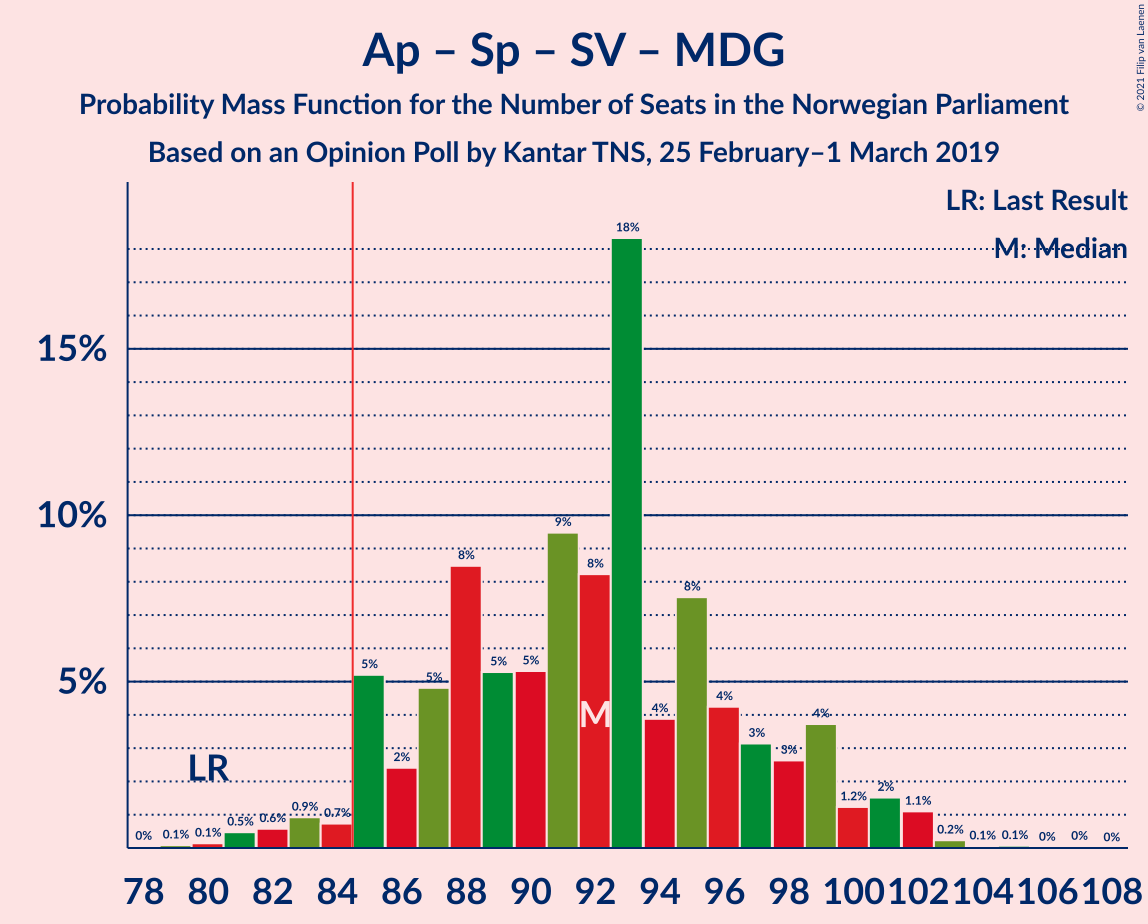 Ap – Sp – SV – MDG
Probability Mass Function for the Number of Seats in the Norwegian Parliament
Based on an Opinion Poll by Kantar TNS, 25 February–1 March 2019
© 2021 Filip van Laenen
LR: Last Result
M: Median
15%
10%
5%
LR
M
0% 0.1% 0.1% 0.5% 0.6% 0.9% 0.7% 5% 2% 5% 8% 5% 5% 9% 8% 18% 4% 8% 4% 3% 3% 4% 1.2% 2% 1.1% 0.2% 0.1% 0.1% 0% 0% 0%
78 80 82 84 86 88 90 92 94 96 98 100 102 104 106 108